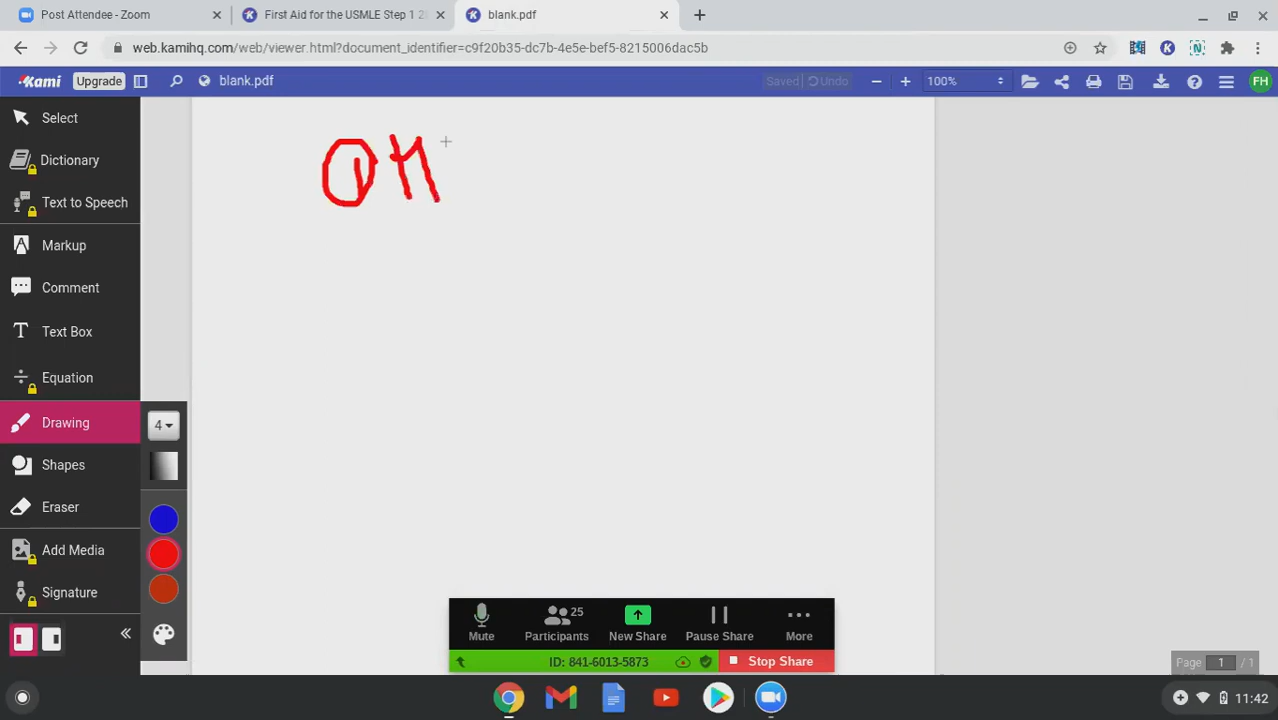 Post Attendee - Zoom
First Aid for the USMLE Step 1 2
blank.pdf
web.kamihq.com/web/viewer.html?document_identifier=c9f20b35-dc7b-4e5e-bef5-8215006dac5b
Kami Upgrade blank.pdf Saved Undo 100% FH
Select
Dictionary
Text to Speech
Markup
Comment
Text Box
Equation
Drawing 4
Shapes
Eraser
Add Media
Signature
25
Mute Participants New Share Pause Share More
ID: 841-6013-5873 Stop Share
Page 1 / 1
11:42